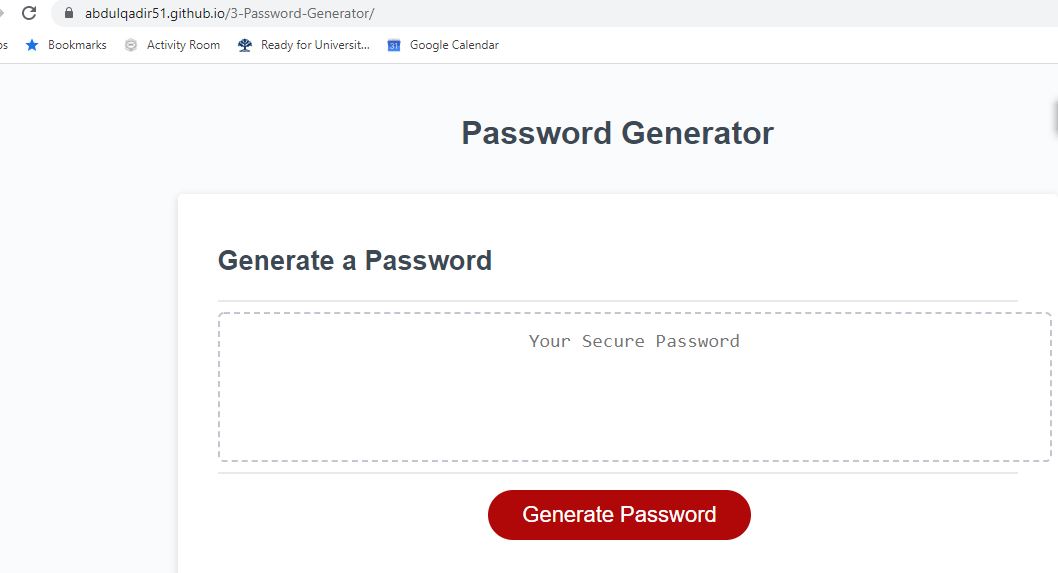 abdulqadir51.github.io/3-Password-Generator/
Bookmarks Activity Room Ready for Universit... 31 Google Calendar
Password Generator
Generate a Password
Your Secure Password
Generate Password